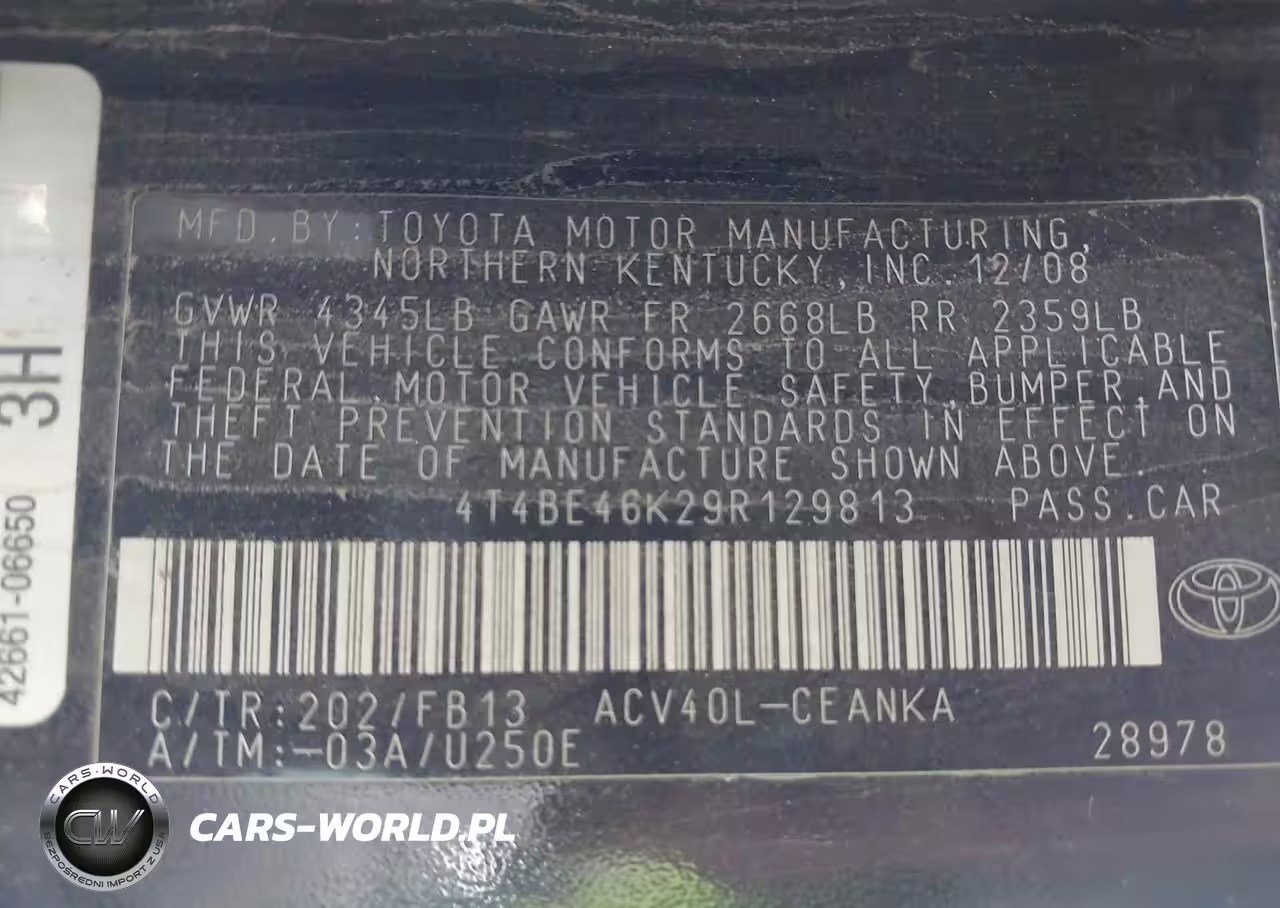 MFD. BY: TOYOTA MOTOR MANUFACTURING,
NORTHERN KENTUCKY, INC. 12/08
GVWR 4345LB GAWR FR 2668LB RR 2359LB
THIS VEHICLE CONFORMS TO ALL APPLICABLE
FEDERAL MOTOR VEHICLE SAFETY, BUMPER, AND
THEFT PREVENTION STANDARDS IN EFFECT ON
THE DATE OF MANUFACTURE SHOWN ABOVE.
4T4BE46K29R129813 PASS.CAR
C/TR:202/FB13 ACV40L-CEANKA
A/TM:-03A/U250E 28978
3H
42661-06650
CARS-WORLD
CW
BEZPOŚREDNI IMPORT Z USA
CARS-WORLD.PL